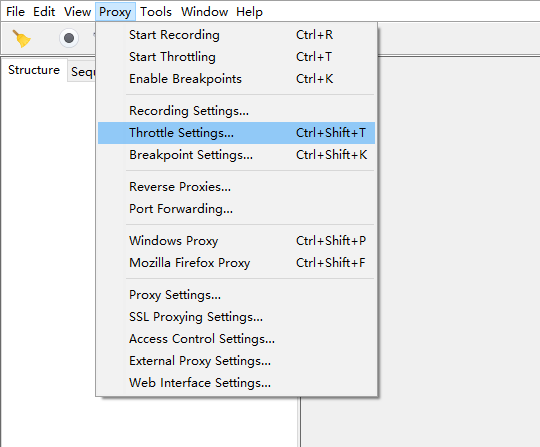 File Edit View Proxy Tools Window Help
Structure Sequ
Start Recording Ctrl+R
Start Throttling Ctrl+T
Enable Breakpoints Ctrl+K
Recording Settings...
Throttle Settings... Ctrl+Shift+T
Breakpoint Settings... Ctrl+Shift+K
Reverse Proxies...
Port Forwarding...
Windows Proxy Ctrl+Shift+P
Mozilla Firefox Proxy Ctrl+Shift+F
Proxy Settings...
SSL Proxying Settings...
Access Control Settings...
External Proxy Settings...
Web Interface Settings...